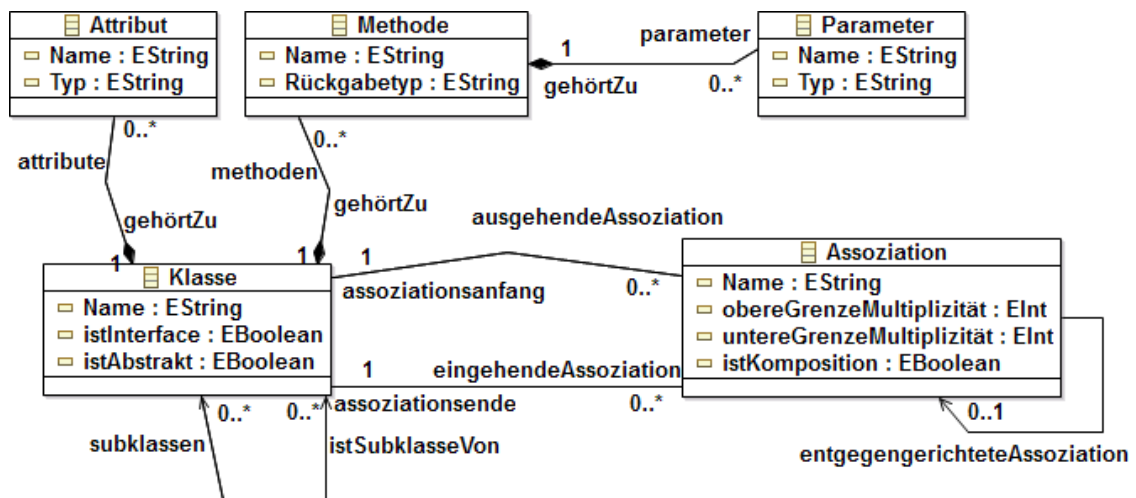 Attribut
Name : EString
Typ : EString
Methode
Name : EString
Rückgabetyp : EString
Parameter
Name : EString
Typ : EString
1
parameter
gehörtZu
0..*
0..*
attribute
gehörtZu
1
0..*
methoden
gehörtZu
1
ausgehendeAssoziation
1
assoziationsanfang
0..*
Klasse
Name : EString
istInterface : EBoolean
istAbstrakt : EBoolean
Assoziation
Name : EString
obereGrenzeMultiplizität : EInt
untereGrenzeMultiplizität : EInt
istKomposition : EBoolean
1
eingehendeAssoziation
assoziationsende
0..*
0..*
0..*
subklassen
istSubklasseVon
0..1
entgegengerichteteAssoziation